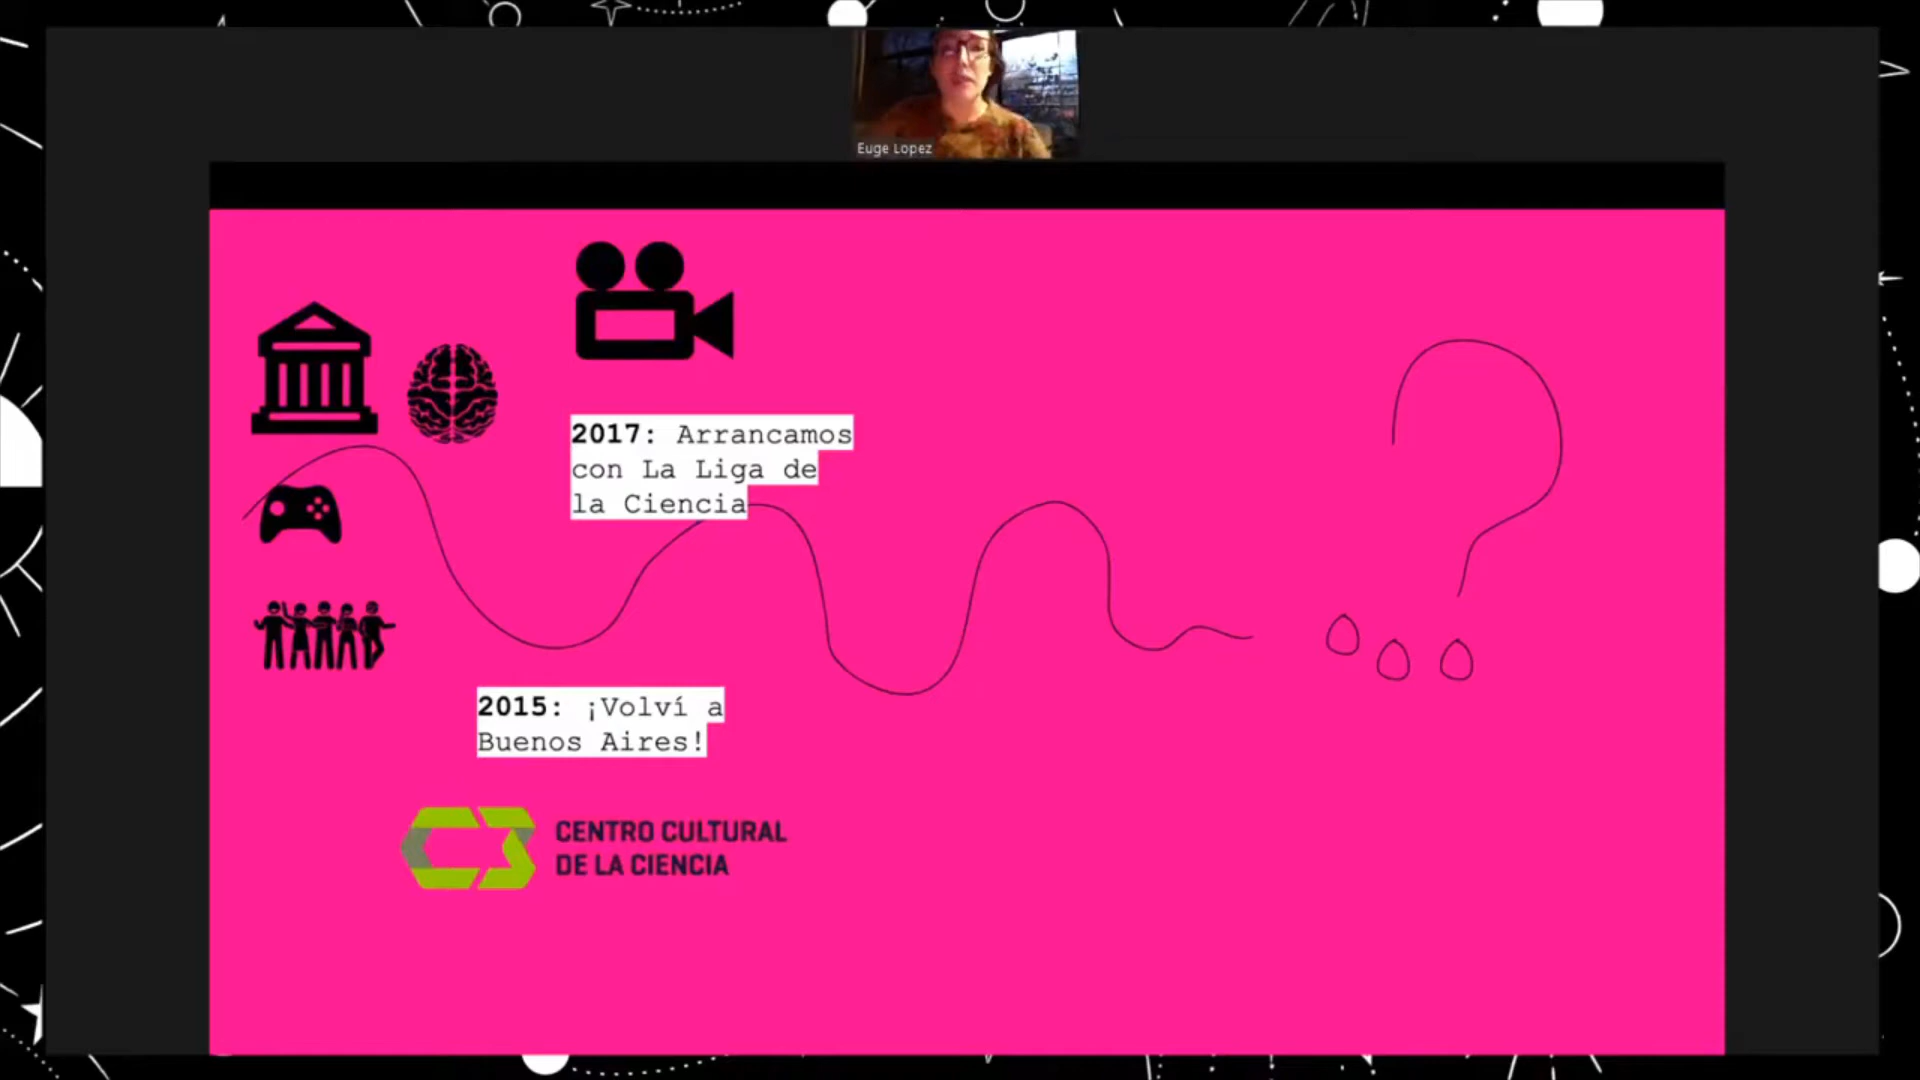 Euge Lopez
2017: Arrancamos
con La Liga de
la Ciencia
2015: ¡Volví a
Buenos Aires!
C3 CENTRO CULTURAL
DE LA CIENCIA